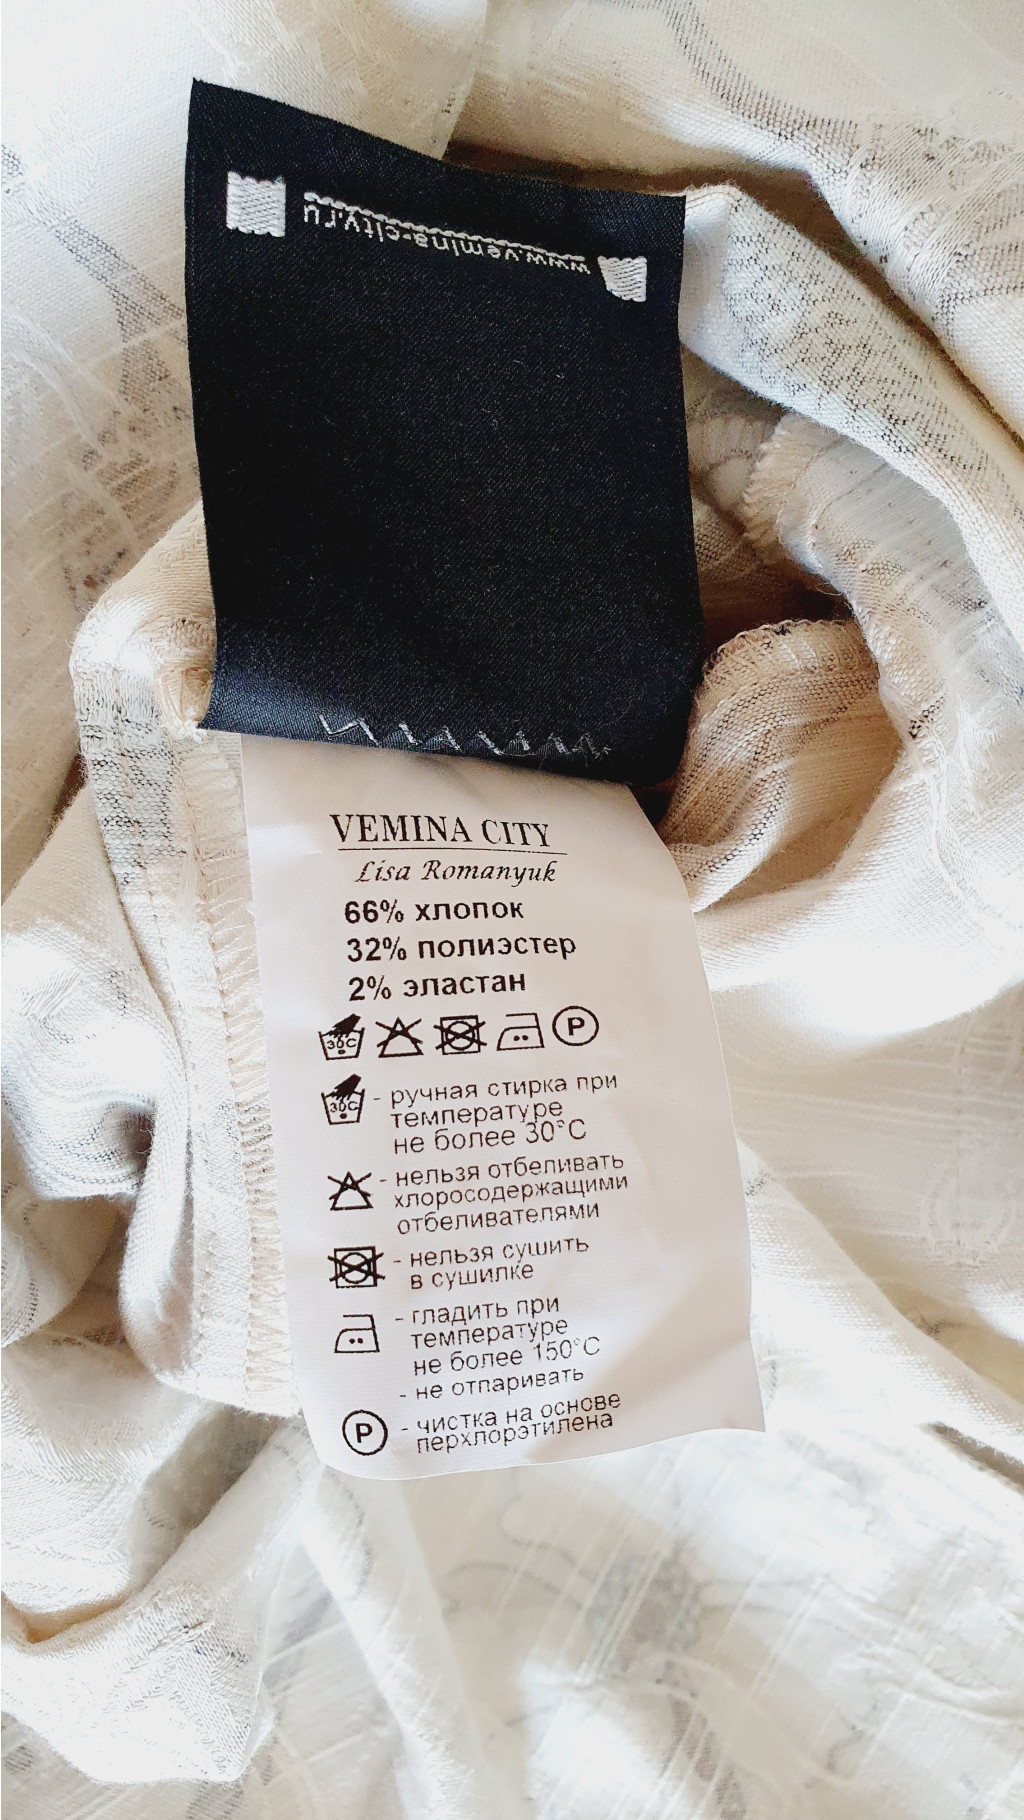 www.vemina-city.ru
VEMINA CITY
Lisa Romanyuk
66% хлопок
32% полиэстер
2% эластан
30C P
30C - ручная стирка при
температуре
не более 30°C
- нельзя отбеливать
хлоросодержащими
отбеливателями
- нельзя сушить
в сушилке
- гладить при
температуре
не более 150°C
- не отпаривать
P - чистка на основе
перхлорэтилена